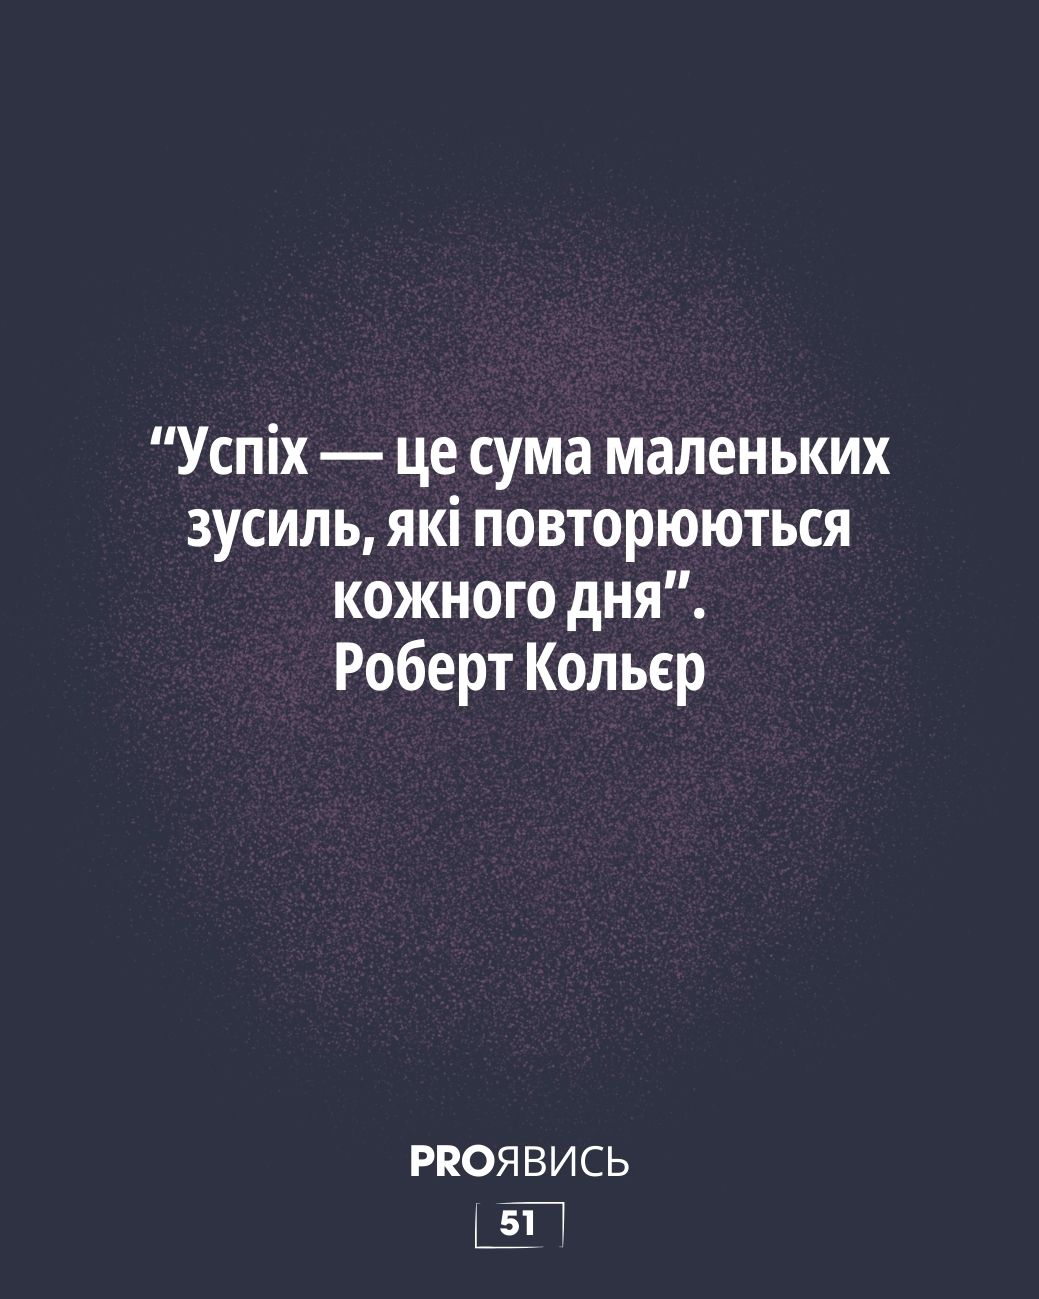 “Успіх — це сума маленьких
зусиль, які повторюються
кожного дня”.
Роберт Кольєр
PROЯВИСЬ
51